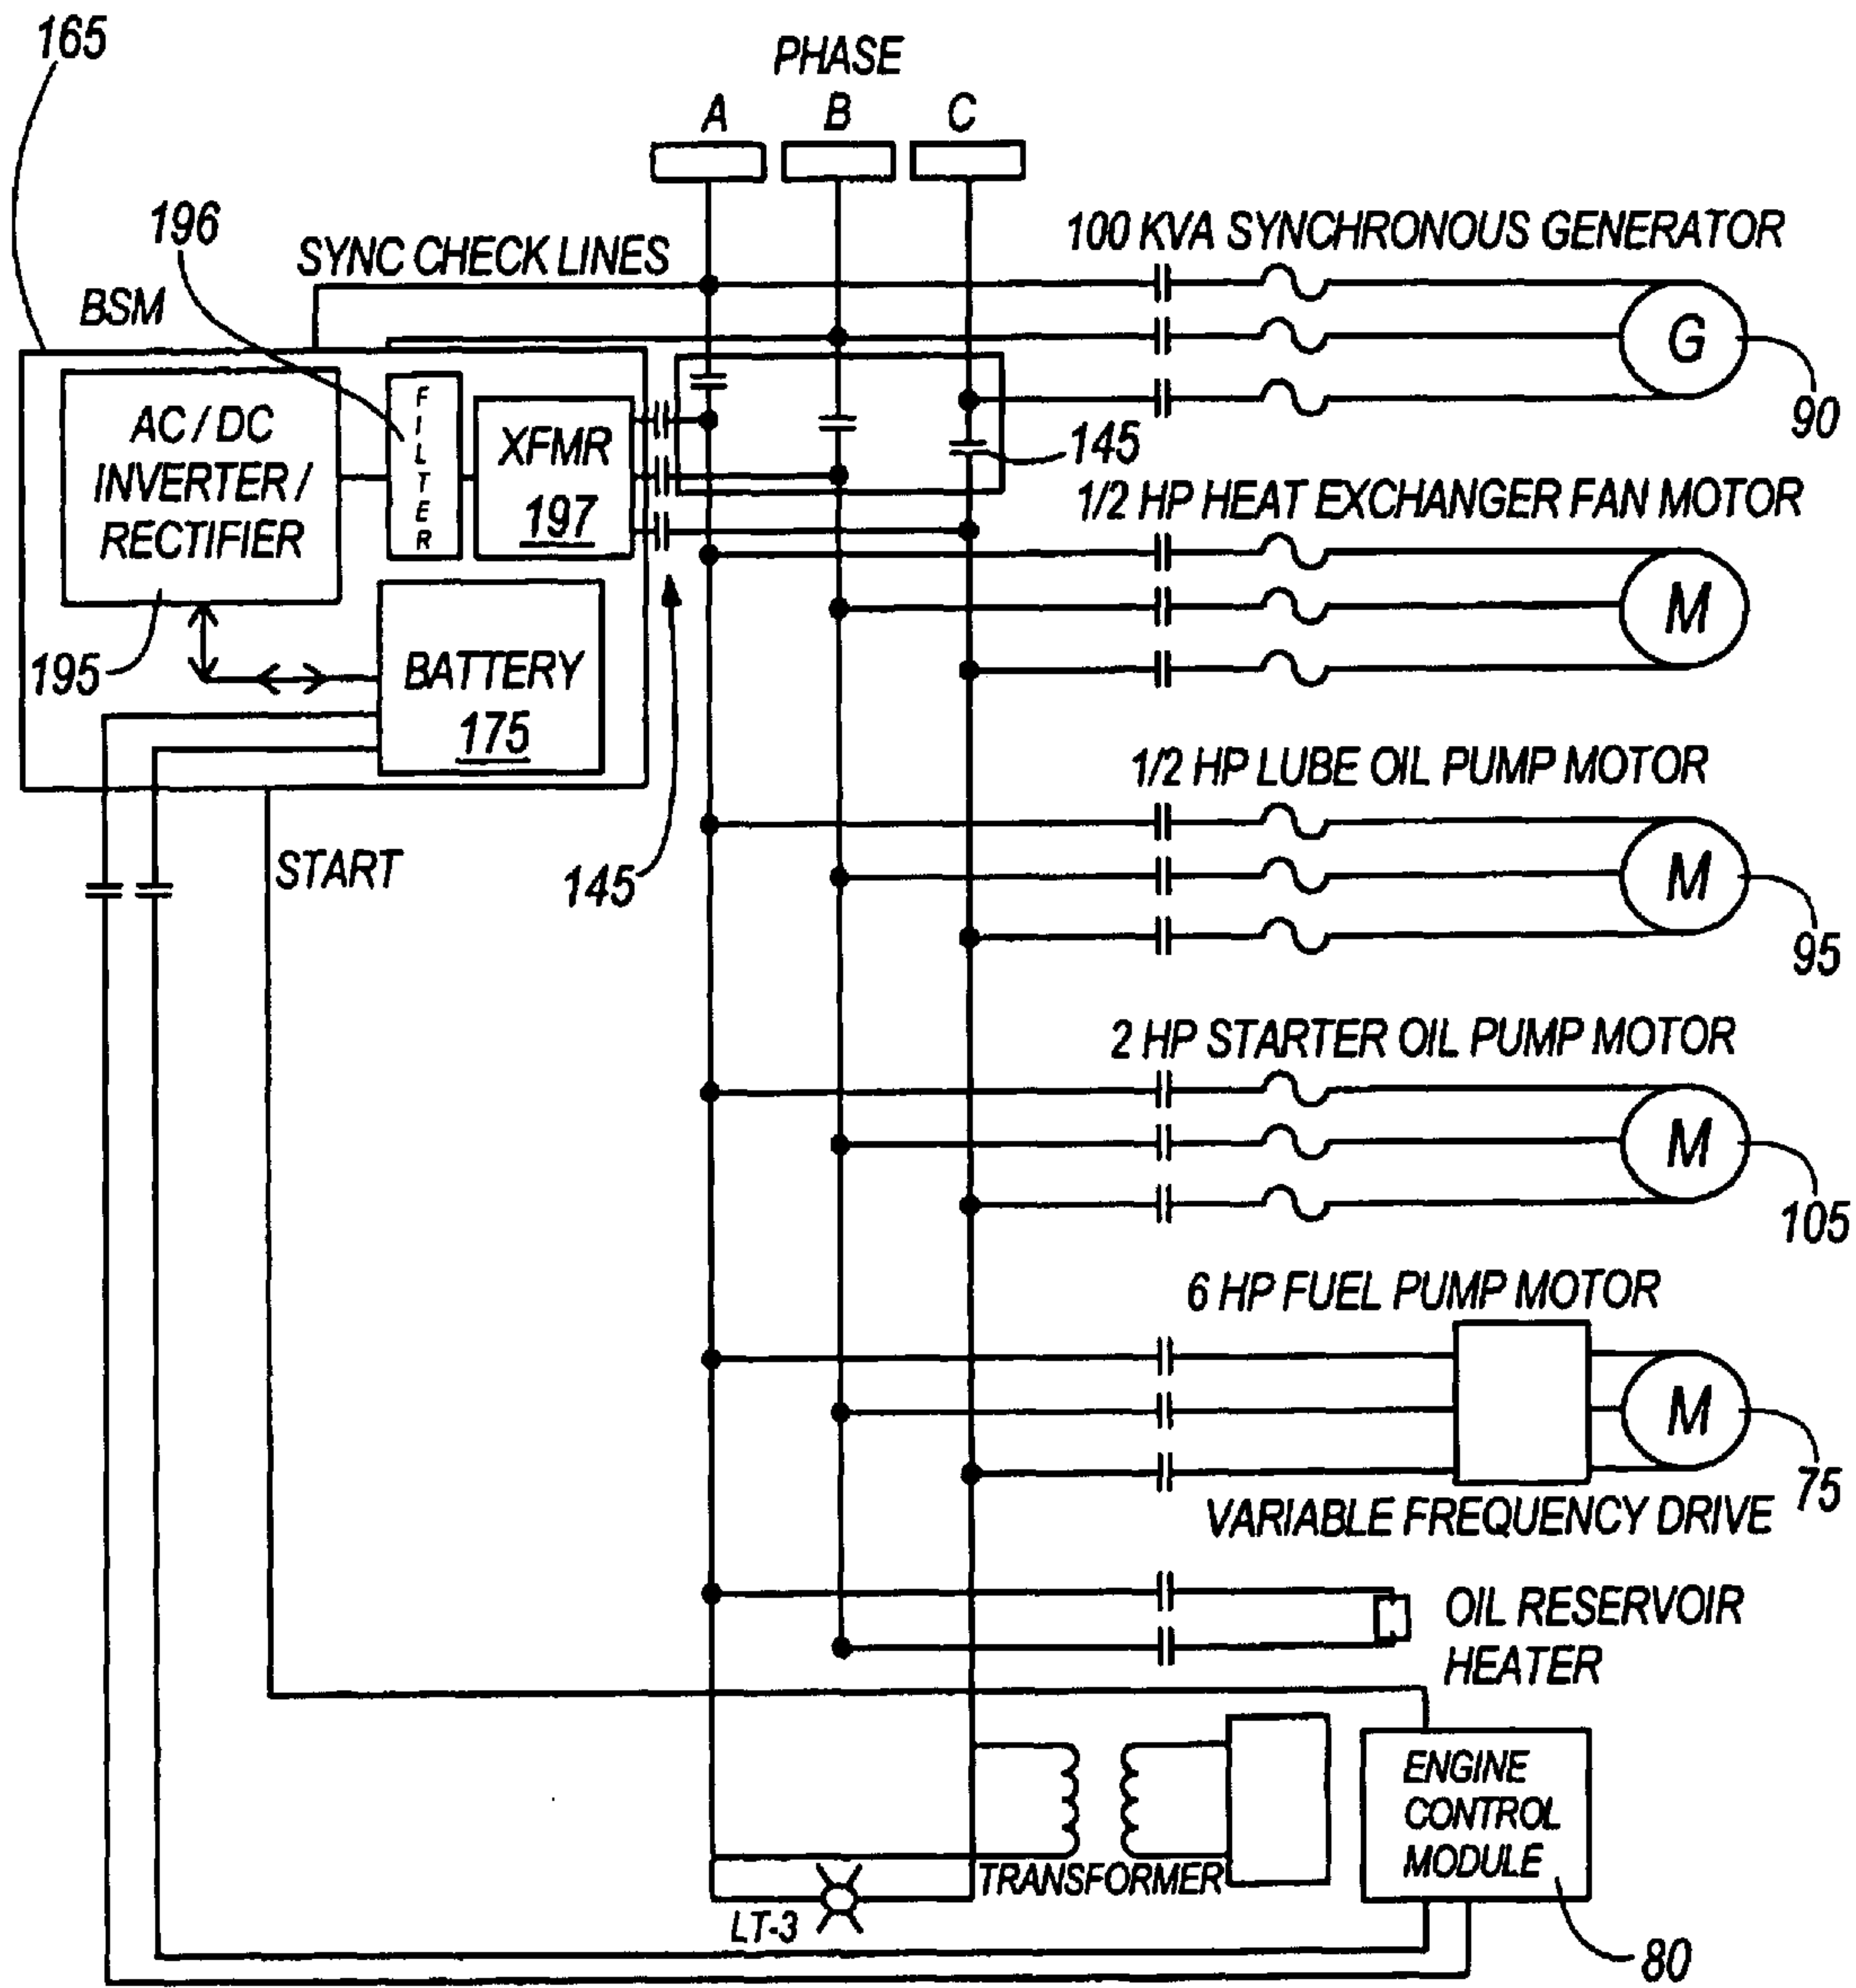 165
PHASE
A B C
196
SYNC CHECK LINES
100 KVA SYNCHRONOUS GENERATOR
BSM
G
90
AC / DC
INVERTER /
RECTIFIER
FILTER
XFMR
197
145
1/2 HP HEAT EXCHANGER FAN MOTOR
M
195
BATTERY
175
1/2 HP LUBE OIL PUMP MOTOR
START
145
M
95
2 HP STARTER OIL PUMP MOTOR
M
105
6 HP FUEL PUMP MOTOR
M
75
VARIABLE FREQUENCY DRIVE
OIL RESERVOIR
HEATER
ENGINE
CONTROL
MODULE
TRANSFORMER
LT-3
80